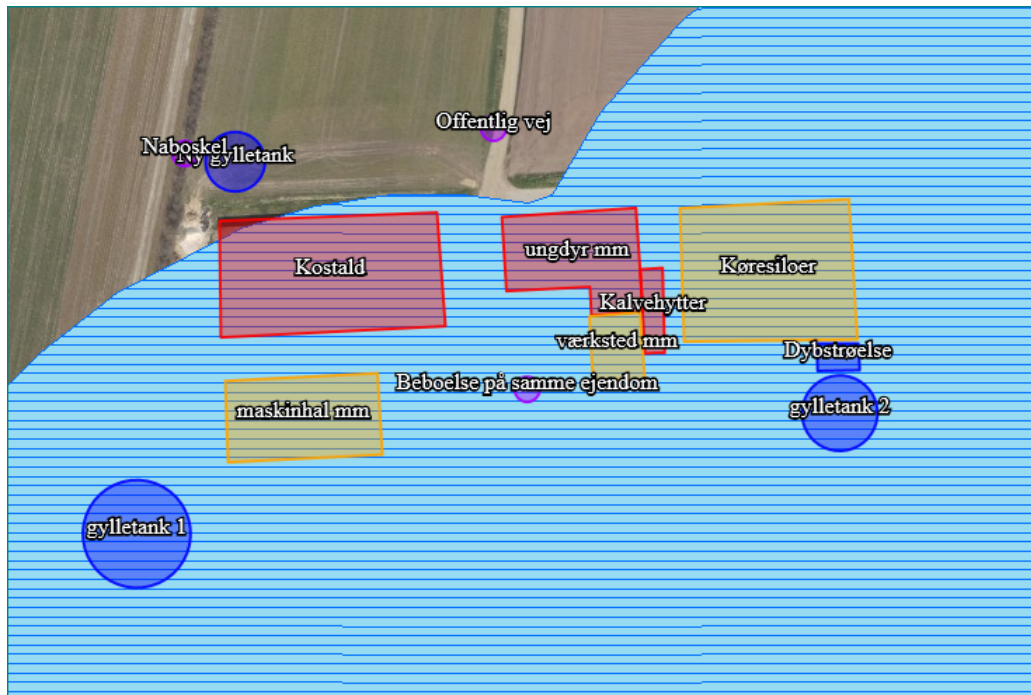 Offentlig vej
Naboskel
Ny gylletank
ungdyr mm
Kostald
Køresiloer
Kalvehytter
værksted mm
Dybstrøelse
Beboelse på samme ejendom
maskinhal mm
gylletank 2
gylletank 1